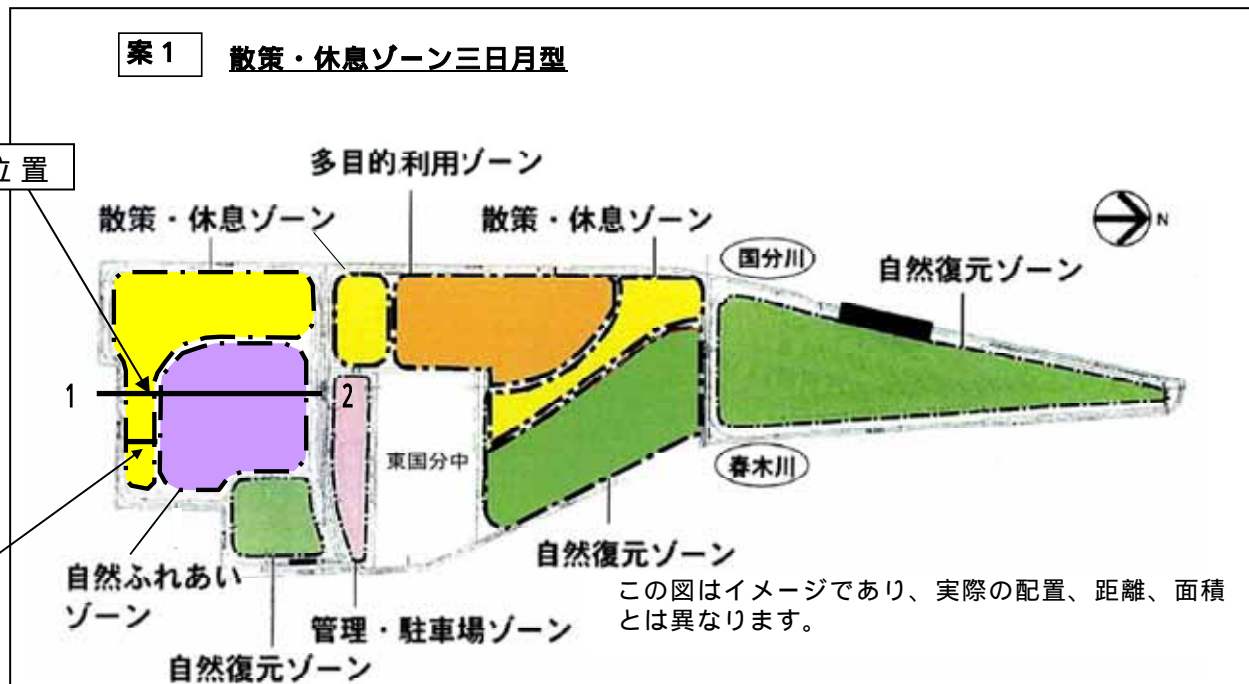 案1 散策・休息ゾーン三日月型
位置
多目的利用ゾーン
散策・休息ゾーン
散策・休息ゾーン
国分川
自然復元ゾーン
N
1
2
東国分中
春木川
自然ふれあい
ゾーン
自然復元ゾーン
管理・駐車場ゾーン
自然復元ゾーン
この図はイメージであり、実際の配置、距離、面積
とは異なります。